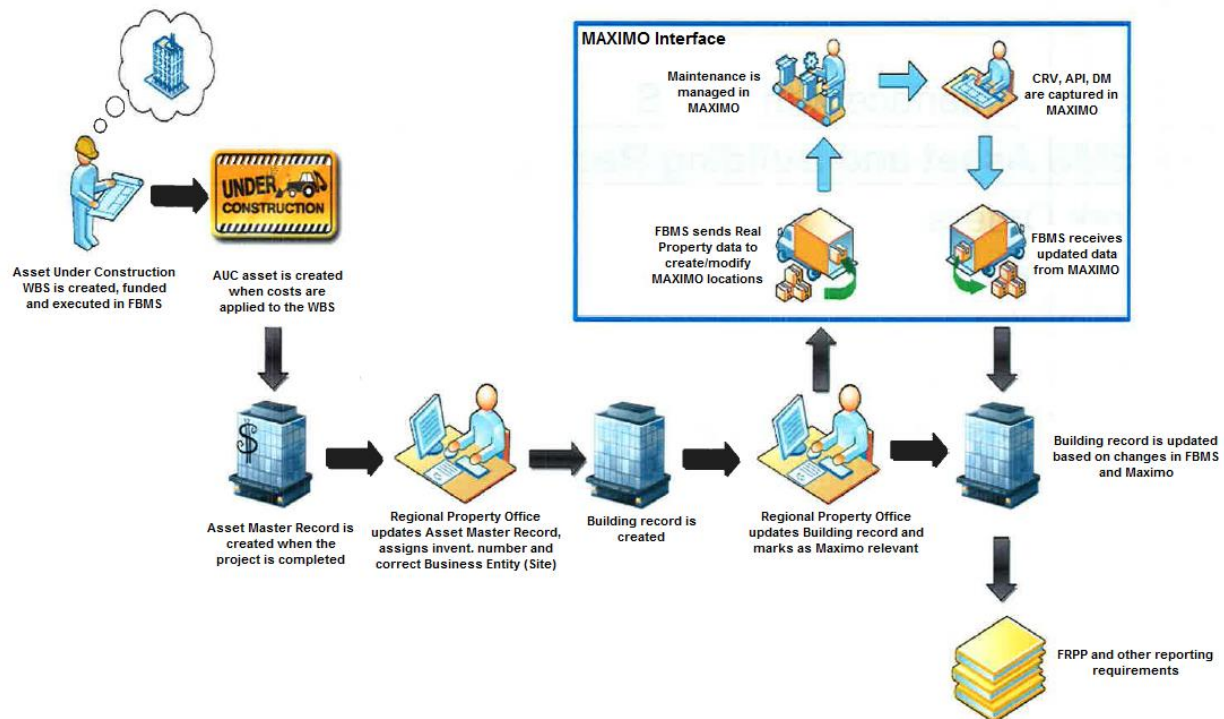 MAXIMO Interface
Maintenance is
managed in
MAXIMO
CRV, API, DM
are captured in
MAXIMO
UNDER
CONSTRUCTION
FBMS sends Real
Property data to
create/modify
MAXIMO locations
FBMS receives
updated data
from MAXIMO
Asset Under Construction
WBS is created, funded
and executed in FBMS
AUC asset is created
when costs are
applied to the WBS
$
Asset Master Record is
created when the
project is completed
Regional Property Office
updates Asset Master Record,
assigns invent. number and
correct Business Entity (Site)
Building record is
created
Regional Property Office
updates Building record and
marks as Maximo relevant
Building record is updated
based on changes in FBMS
and Maximo
FRPP and other reporting
requirements